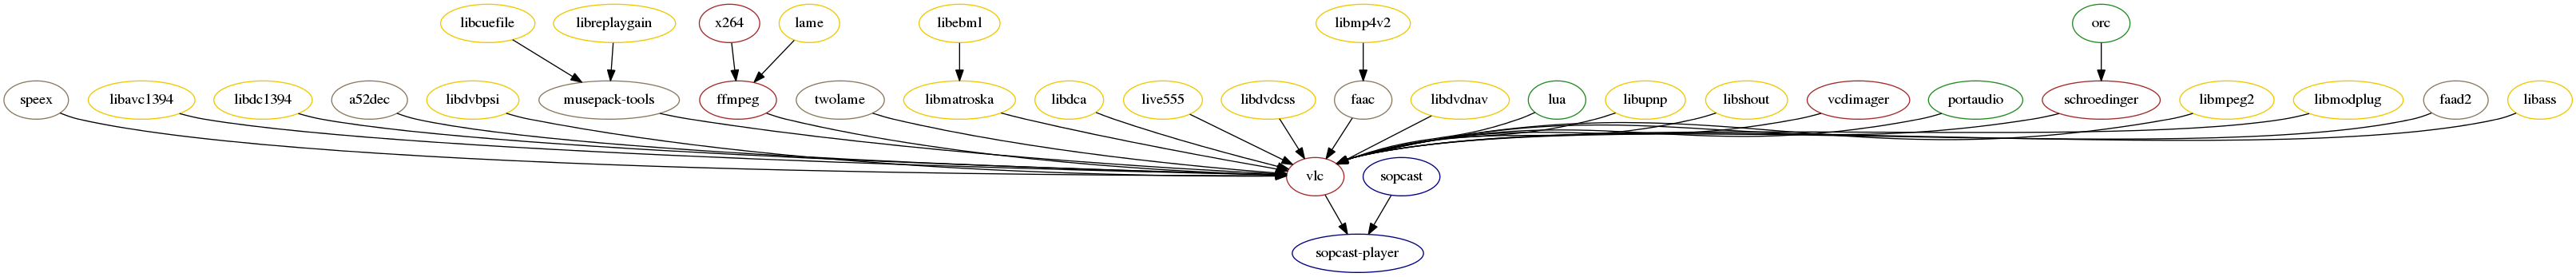 libcuefile
libreplaygain
x264
lame
libebml
libmp4v2
orc
speex
libavc1394
libdc1394
a52dec
libdvbpsi
musepack-tools
ffmpeg
twolame
libmatroska
libdca
live555
libdvdcss
faac
libdvdnav
lua
libupnp
libshout
vcdimager
portaudio
schroedinger
libmpeg2
libmodplug
faad2
libass
vlc
sopcast
sopcast-player